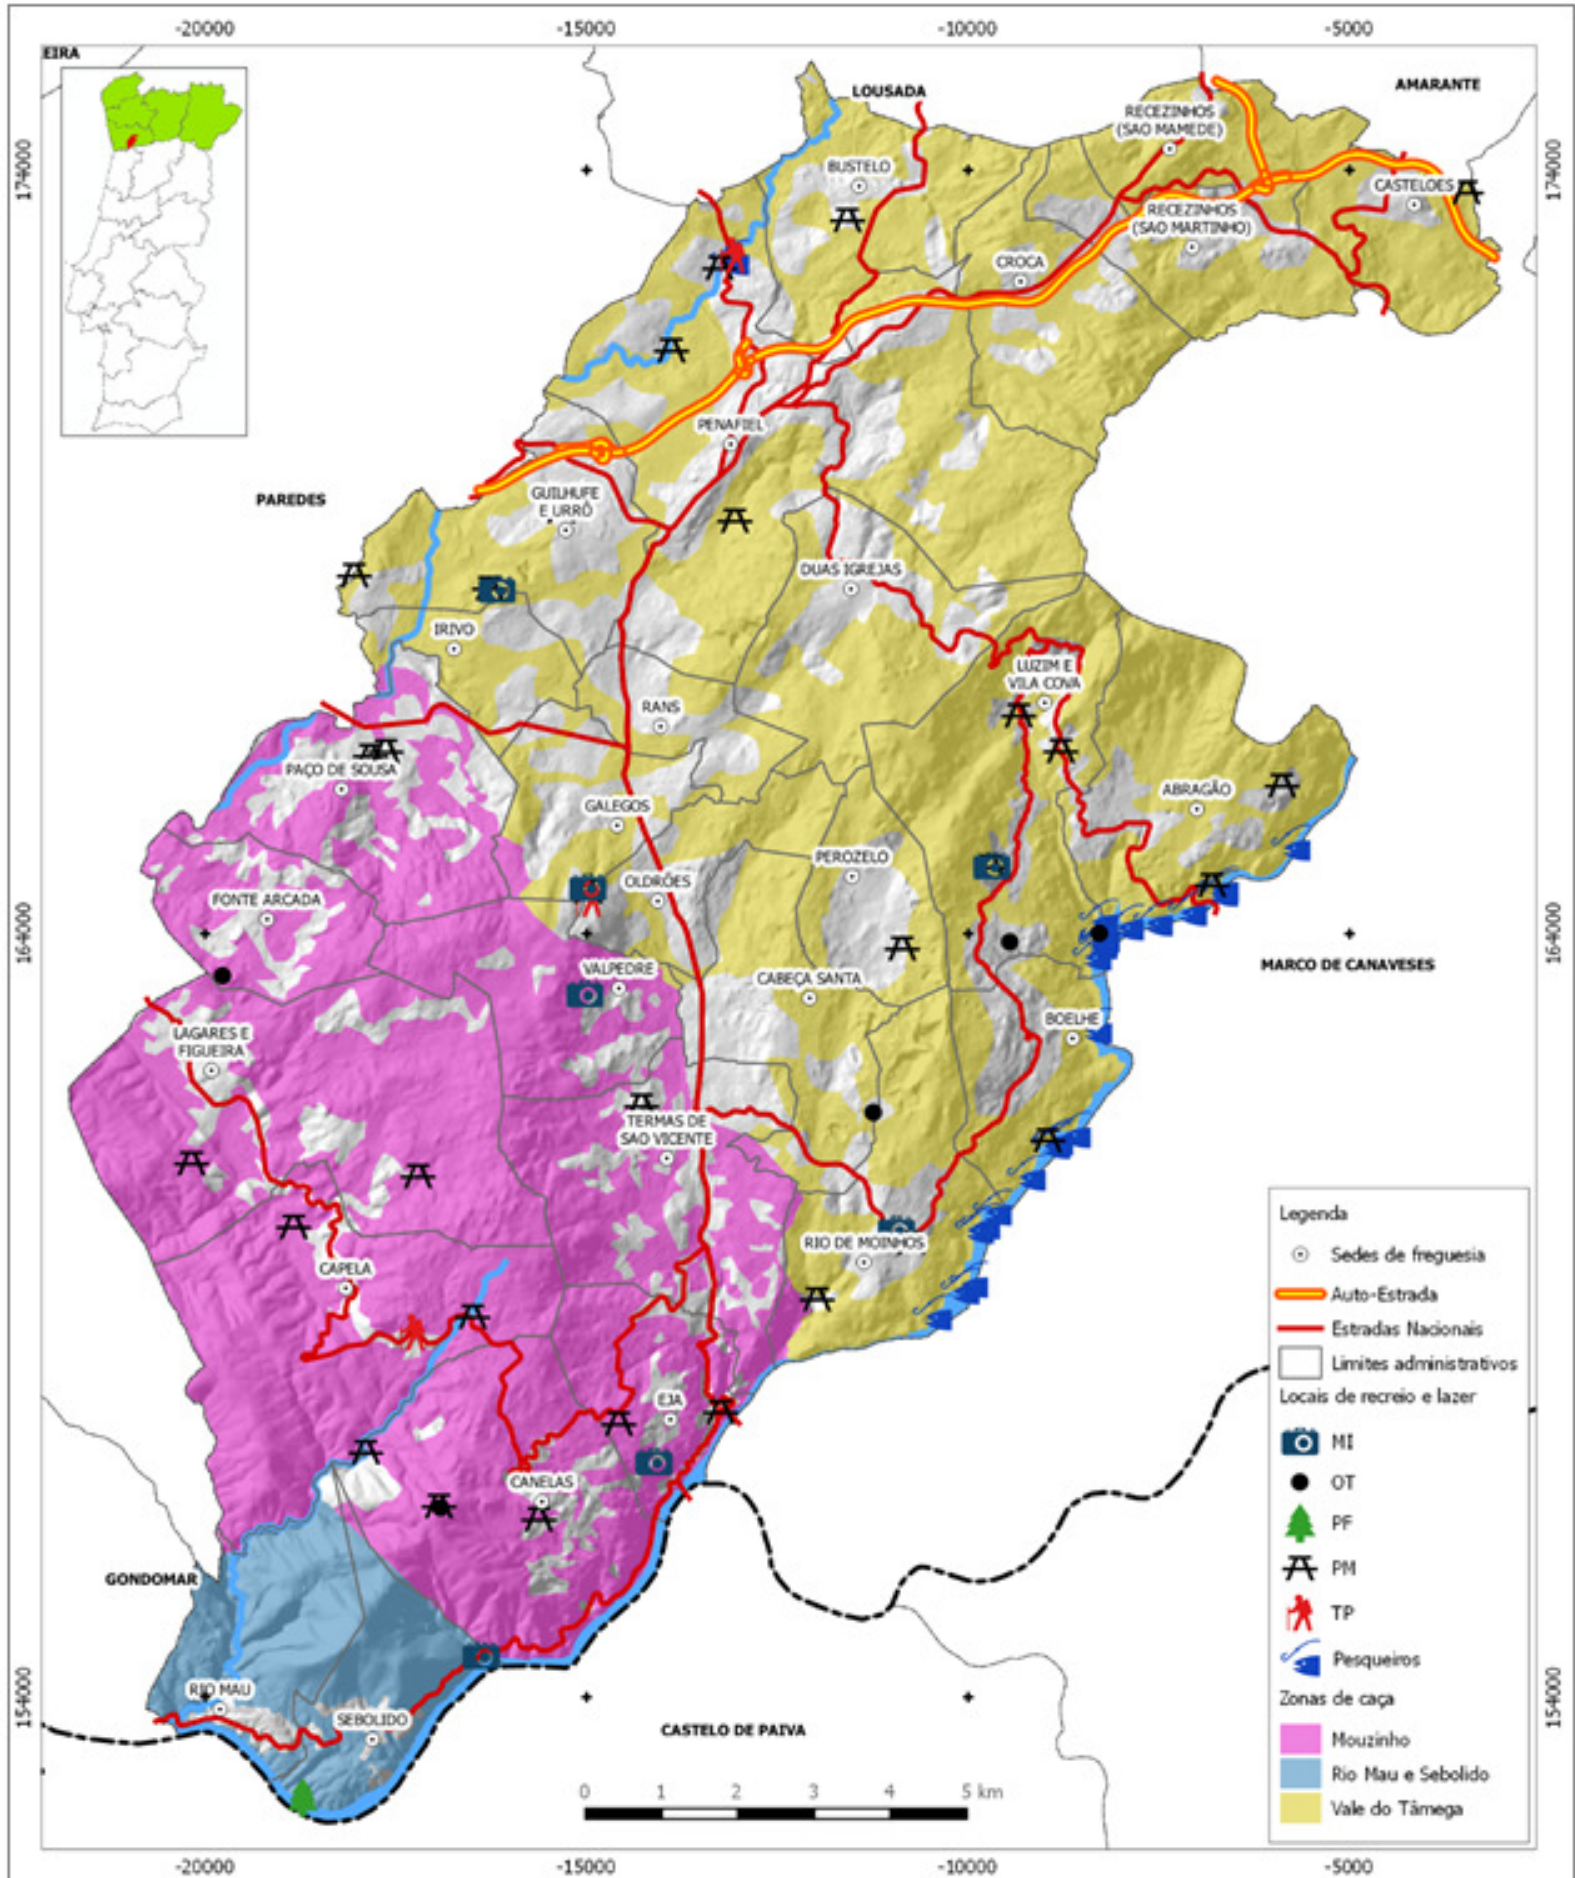 -20000
-15000
-10000
-5000
EIRA
LOUSADA
AMARANTE
RECEZINHOS
(SAO MAMEDE)
174000
174000
BUSTELO
CASTELOES
RECEZINHOS
(SAO MARTINHO)
CROCA
PENAFIEL
PAREDES
GUILHUFE
E URRÔ
DUAS IGREJAS
IRIVO
LUZIM E
VILA COVA
RANS
PAÇO DE SOUSA
ABRAGÃO
GALEGOS
PEROZELO
OLDRÕES
FONTE ARCADA
164000
164000
MARCO DE CANAVESES
VALPEDRE
CABEÇA SANTA
BOELHE
LAGARES E
FIGUEIRA
TERMAS DE
SAO VICENTE
RIO DE MOINHOS
CAPELA
EJA
CANELAS
GONDOMAR
RIO MAU
SEBOLIDO
154000
154000
CASTELO DE PAIVA
0 1 2 3 4 5 km
Legenda
Sedes de freguesia
Auto-Estrada
Estradas Nacionais
Limites administrativos
Locais de recreio e lazer
MI
OT
PF
PM
TP
Pesqueiros
Zonas de caça
Mouzinho
Rio Mau e Sebolido
Vale do Tâmega
-20000
-15000
-10000
-5000